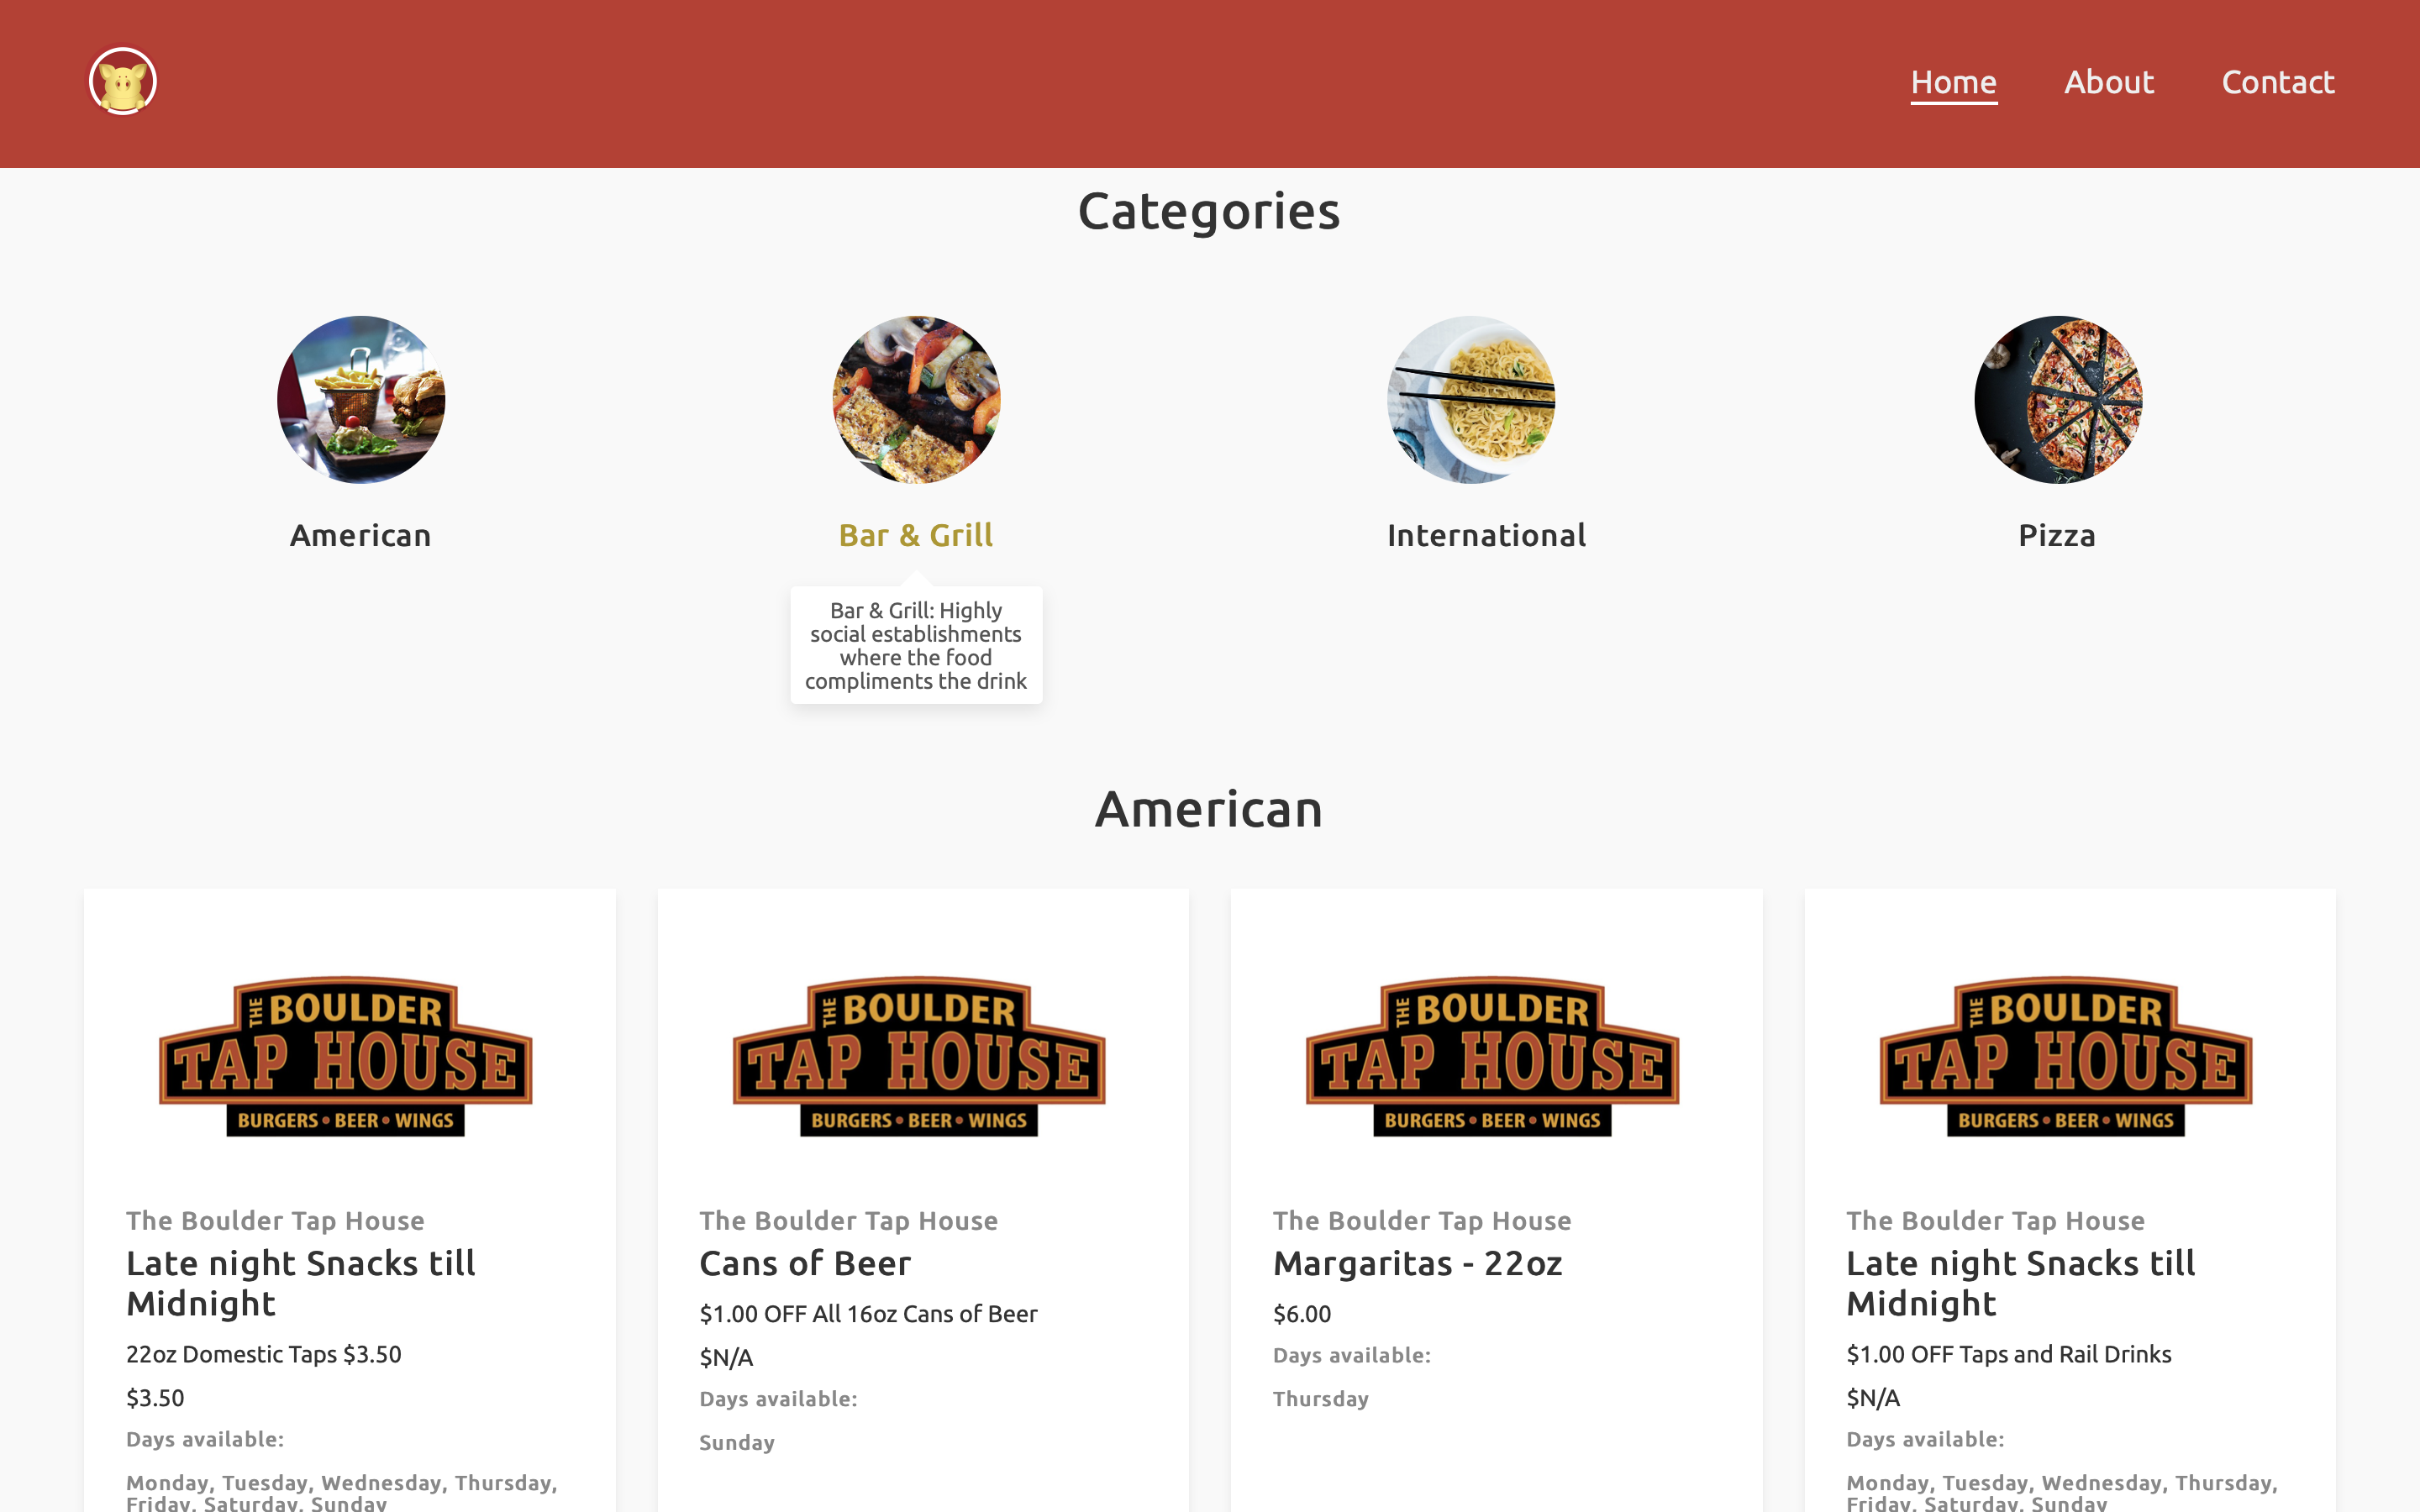 Home About Contact
Categories
American
Bar & Grill
International
Pizza
Bar & Grill: Highly
social establishments
where the food
compliments the drink
American
THE BOULDER
TAP HOUSE
BURGERS • BEER • WINGS
The Boulder Tap House
Late night Snacks till
Midnight
22oz Domestic Taps $3.50
$3.50
Days available:
Monday, Tuesday, Wednesday, Thursday,
Friday, Saturday, Sunday
THE BOULDER
TAP HOUSE
BURGERS • BEER • WINGS
The Boulder Tap House
Cans of Beer
$1.00 OFF All 16oz Cans of Beer
$N/A
Days available:
Sunday
THE BOULDER
TAP HOUSE
BURGERS • BEER • WINGS
The Boulder Tap House
Margaritas - 22oz
$6.00
Days available:
Thursday
THE BOULDER
TAP HOUSE
BURGERS • BEER • WINGS
The Boulder Tap House
Late night Snacks till
Midnight
$1.00 OFF Taps and Rail Drinks
$N/A
Days available:
Monday, Tuesday, Wednesday, Thursday,
Friday, Saturday, Sunday